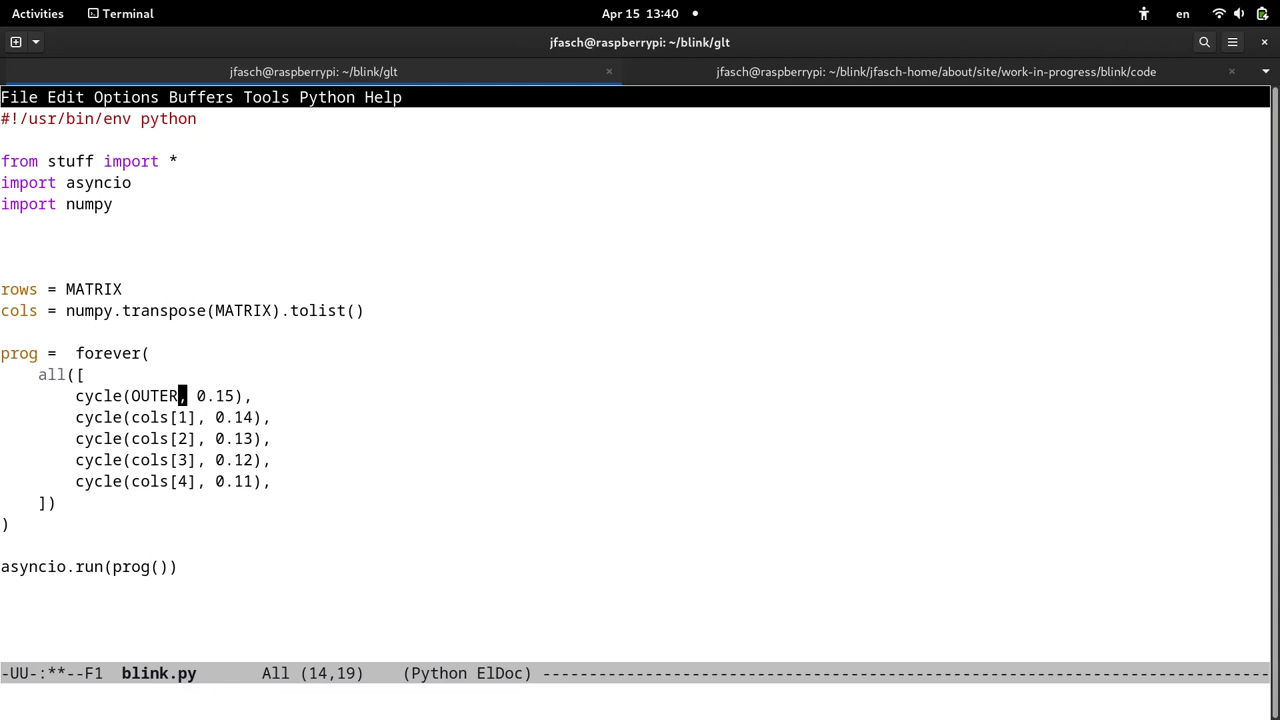 Activities Terminal Apr 15 13:40 en
jfasch@raspberrypi: ~/blink/glt
jfasch@raspberrypi: ~/blink/glt × jfasch@raspberrypi: ~/blink/jfasch-home/about/site/work-in-progress/blink/code ×
File Edit Options Buffers Tools Python Help
#!/usr/bin/env python
from stuff import *
import asyncio
import numpy
rows = MATRIX
cols = numpy.transpose(MATRIX).tolist()
prog =  forever(
    all([
        cycle(OUTER, 0.15),
        cycle(cols[1], 0.14),
        cycle(cols[2], 0.13),
        cycle(cols[3], 0.12),
        cycle(cols[4], 0.11),
    ])
)
asyncio.run(prog())
-UU-:**--F1  blink.py       All (14,19)    (Python ElDoc) ------------------------------------------------------------------------------